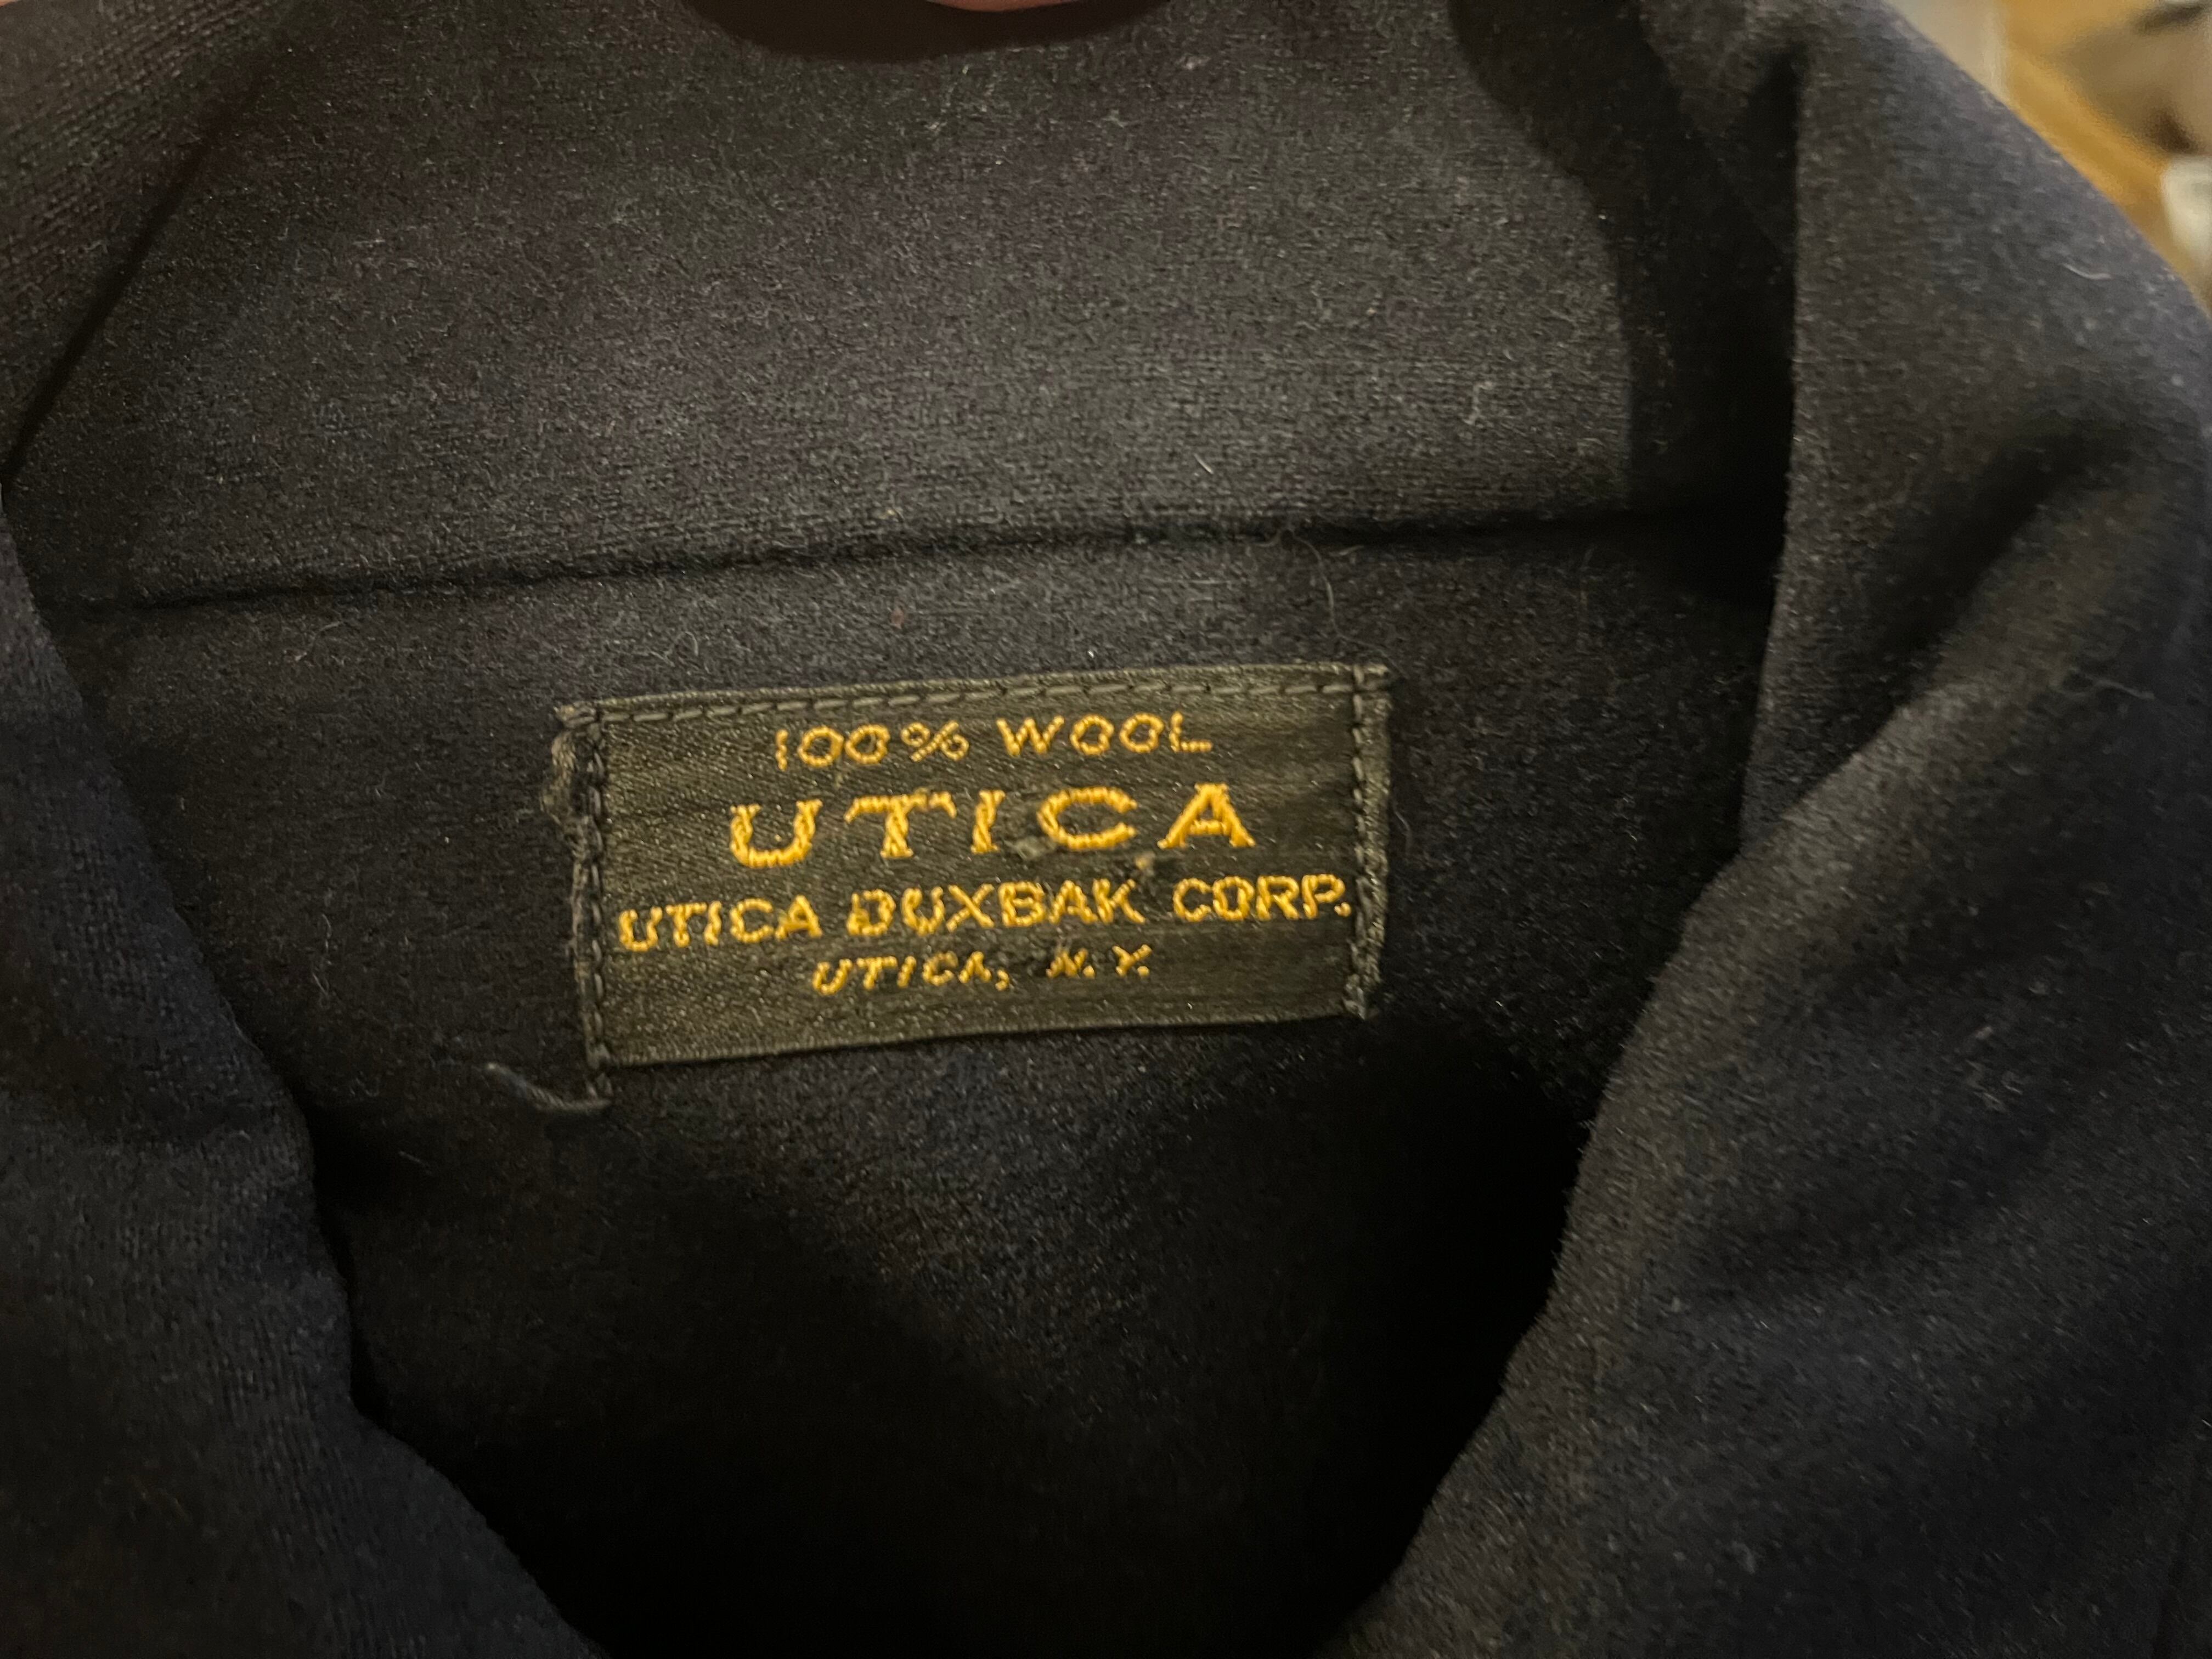 100% WOOL
UTICA
UTICA DUXBAK CORP.
UTICA, N.Y.